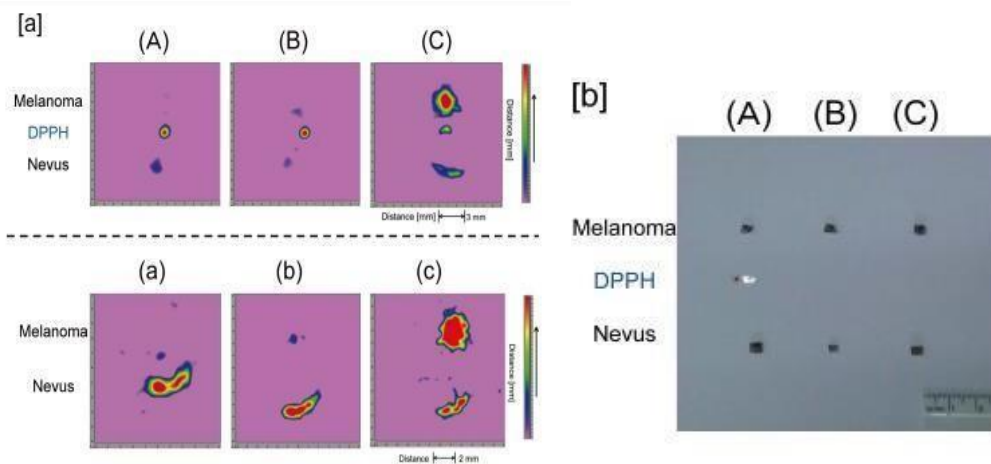 [a]
(A) (B) (C)
Melanoma
DPPH
Nevus
Distance [mm]
Distance [mm] 3 mm
(a) (b) (c)
Melanoma
Nevus
Distance [mm]
Distance [mm] 2 mm
[b]
(A) (B) (C)
Melanoma
DPPH
Nevus